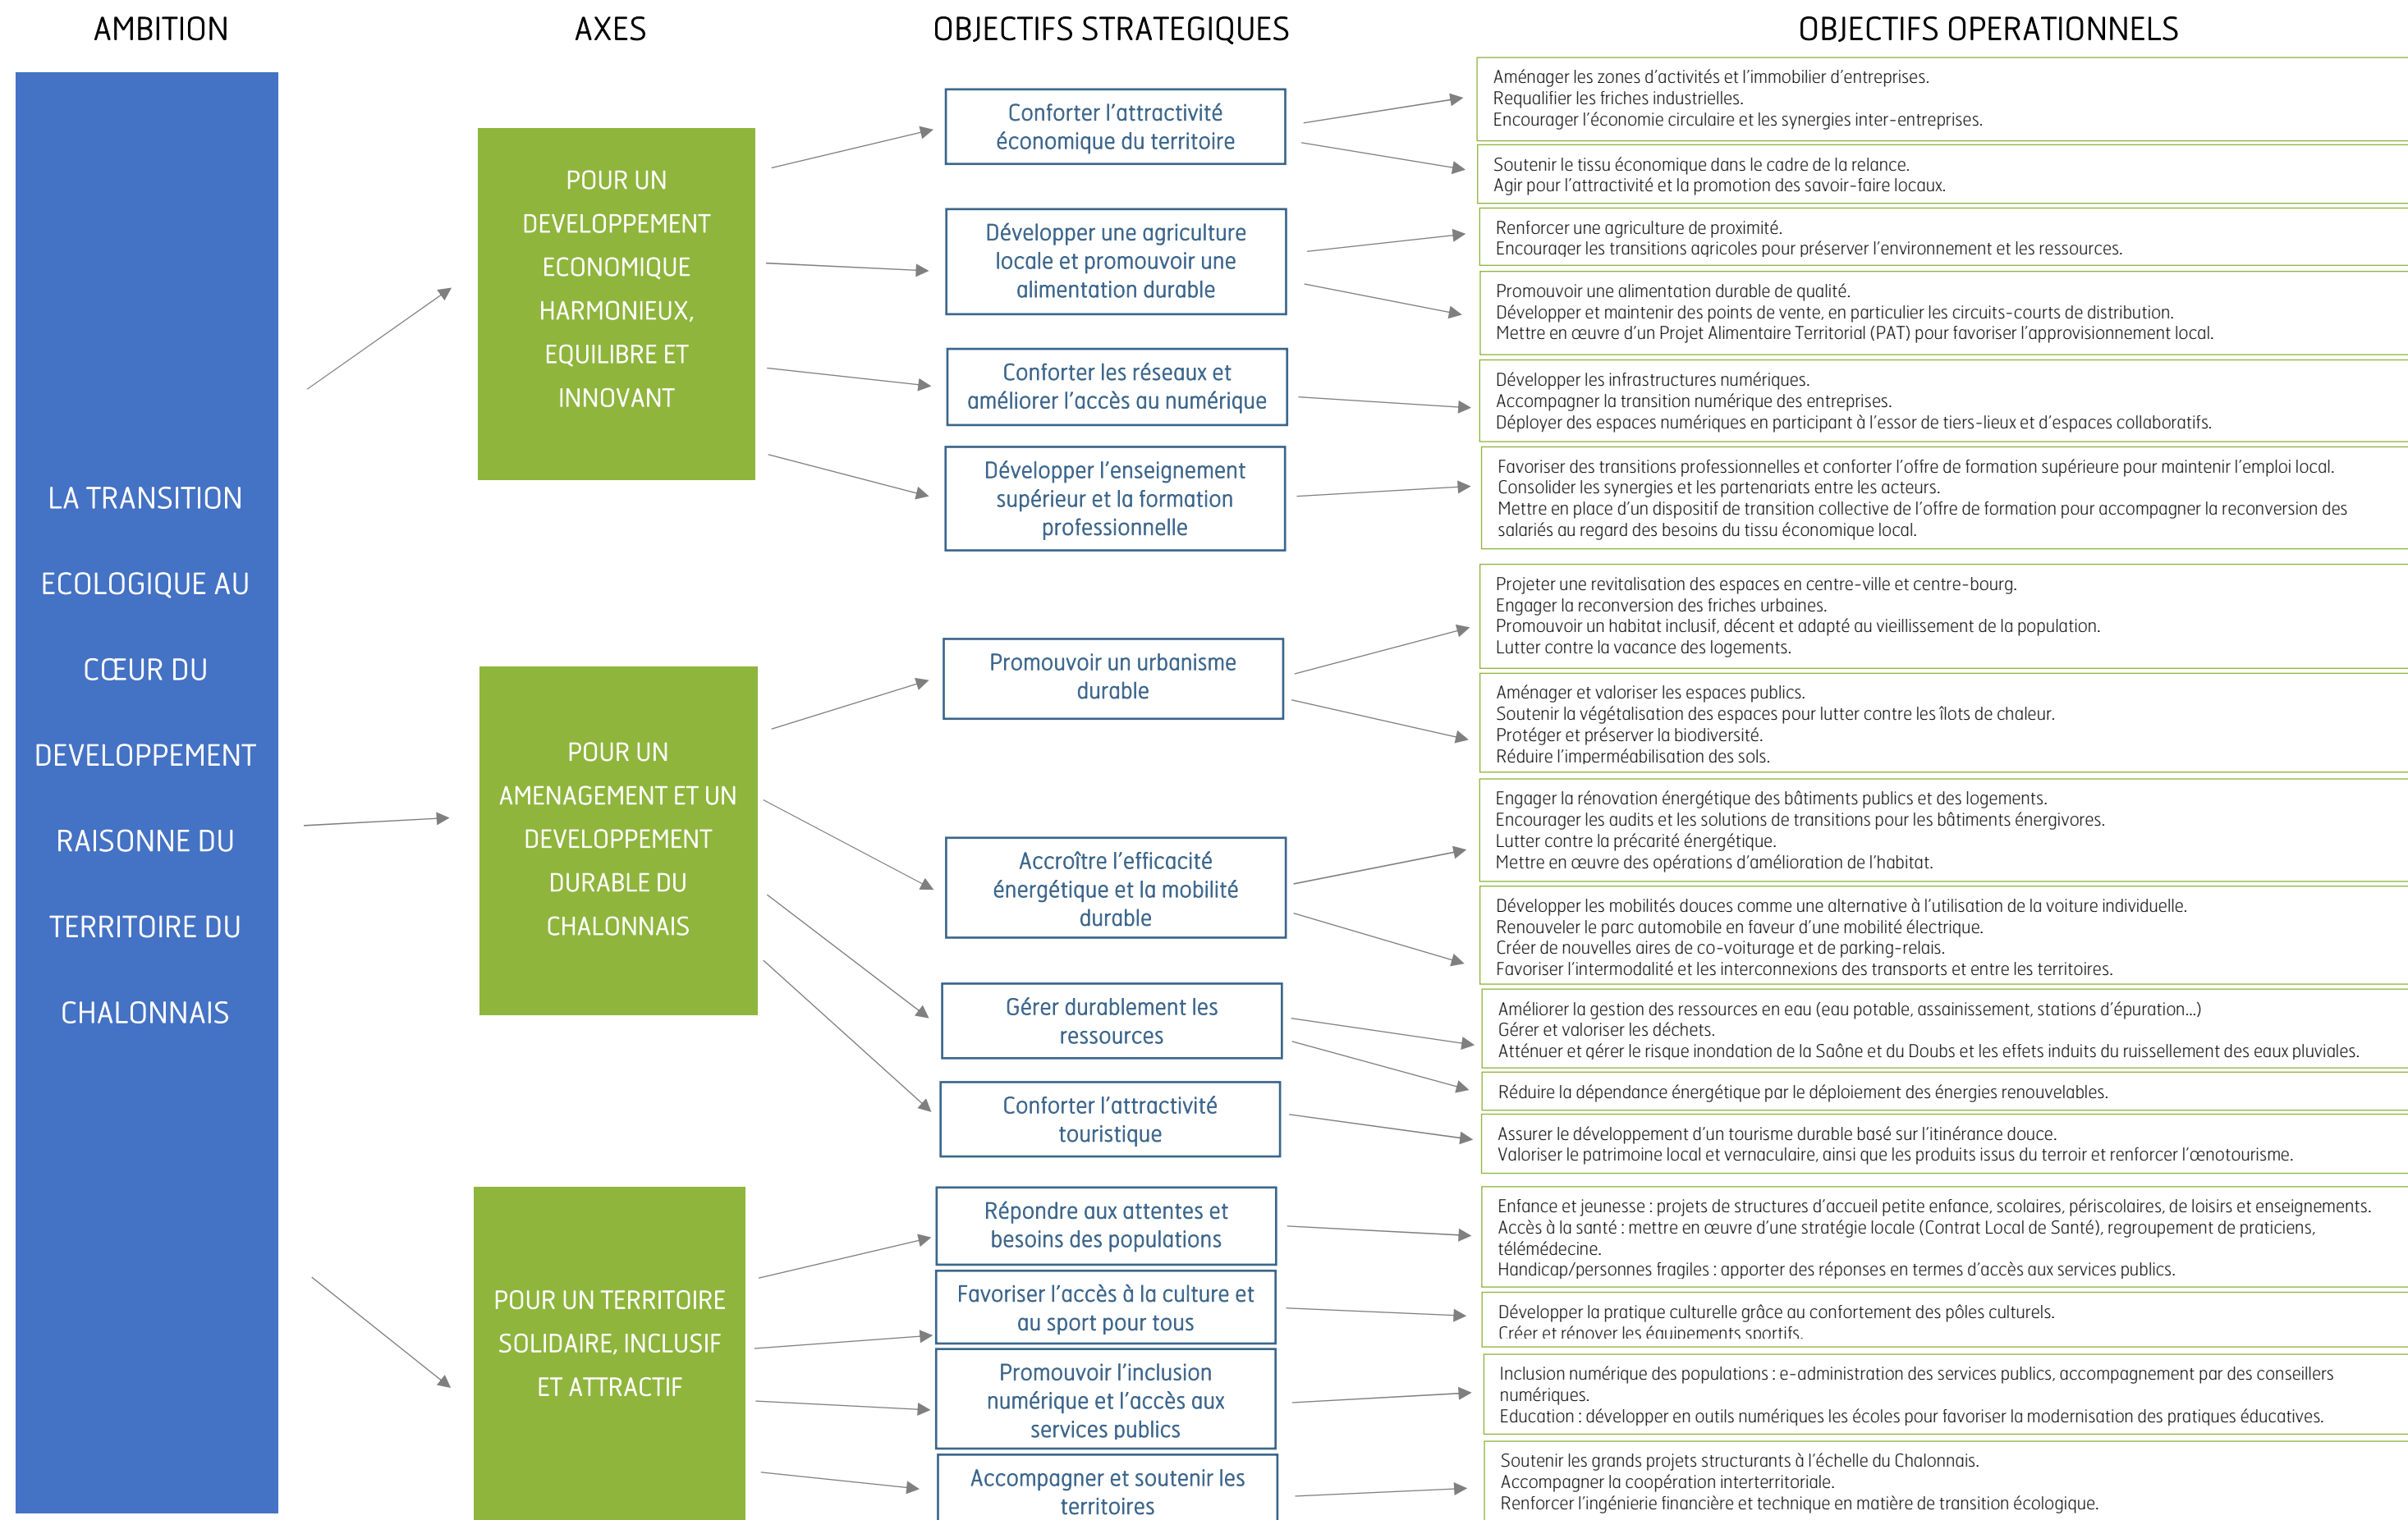 AMBITION
AXES
OBJECTIFS STRATEGIQUES
OBJECTIFS OPERATIONNELS
LA TRANSITION
ECOLOGIQUE AU
CŒUR DU
DEVELOPPEMENT
RAISONNE DU
TERRITOIRE DU
CHALONNAIS
POUR UN
DEVELOPPEMENT
ECONOMIQUE
HARMONIEUX,
EQUILIBRE ET
INNOVANT
Conforter l'attractivité
économique du territoire
Aménager les zones d'activités et l'immobilier d'entreprises.
Requalifier les friches industrielles.
Encourager l'économie circulaire et les synergies inter-entreprises.
Soutenir le tissu économique dans le cadre de la relance.
Agir pour l'attractivité et la promotion des savoir-faire locaux.
Développer une agriculture
locale et promouvoir une
alimentation durable
Renforcer une agriculture de proximité.
Encourager les transitions agricoles pour préserver l'environnement et les ressources.
Promouvoir une alimentation durable de qualité.
Développer et maintenir des points de vente, en particulier les circuits-courts de distribution.
Mettre en œuvre d'un Projet Alimentaire Territorial (PAT) pour favoriser l'approvisionnement local.
Conforter les réseaux et
améliorer l'accès au numérique
Développer les infrastructures numériques.
Accompagner la transition numérique des entreprises.
Déployer des espaces numériques en participant à l'essor de tiers-lieux et d'espaces collaboratifs.
Développer l'enseignement
supérieur et la formation
professionnelle
Favoriser des transitions professionnelles et conforter l'offre de formation supérieure pour maintenir l'emploi local.
Consolider les synergies et les partenariats entre les acteurs.
Mettre en place d'un dispositif de transition collective de l'offre de formation pour accompagner la reconversion des
salariés au regard des besoins du tissu économique local.
POUR UN
AMENAGEMENT ET UN
DEVELOPPEMENT
DURABLE DU
CHALONNAIS
Promouvoir un urbanisme
durable
Projeter une revitalisation des espaces en centre-ville et centre-bourg.
Engager la reconversion des friches urbaines.
Promouvoir un habitat inclusif, décent et adapté au vieillissement de la population.
Lutter contre la vacance des logements.
Aménager et valoriser les espaces publics.
Soutenir la végétalisation des espaces pour lutter contre les îlots de chaleur.
Protéger et préserver la biodiversité.
Réduire l'imperméabilisation des sols.
Accroître l'efficacité
énergétique et la mobilité
durable
Engager la rénovation énergétique des bâtiments publics et des logements.
Encourager les audits et les solutions de transitions pour les bâtiments énergivores.
Lutter contre la précarité énergétique.
Mettre en œuvre des opérations d'amélioration de l'habitat.
Développer les mobilités douces comme une alternative à l'utilisation de la voiture individuelle.
Renouveler le parc automobile en faveur d'une mobilité électrique.
Créer de nouvelles aires de co-voiturage et de parking-relais.
Favoriser l'intermodalité et les interconnexions des transports et entre les territoires.
Gérer durablement les
ressources
Améliorer la gestion des ressources en eau (eau potable, assainissement, stations d'épuration...)
Gérer et valoriser les déchets.
Atténuer et gérer le risque inondation de la Saône et du Doubs et les effets induits du ruissellement des eaux pluviales.
Réduire la dépendance énergétique par le déploiement des énergies renouvelables.
Conforter l'attractivité
touristique
Assurer le développement d'un tourisme durable basé sur l'itinérance douce.
Valoriser le patrimoine local et vernaculaire, ainsi que les produits issus du terroir et renforcer l'œnotourisme.
POUR UN TERRITOIRE
SOLIDAIRE, INCLUSIF
ET ATTRACTIF
Répondre aux attentes et
besoins des populations
Enfance et jeunesse : projets de structures d'accueil petite enfance, scolaires, périscolaires, de loisirs et enseignements.
Accès à la santé : mettre en œuvre d'une stratégie locale (Contrat Local de Santé), regroupement de praticiens,
télémédecine.
Handicap/personnes fragiles : apporter des réponses en termes d'accès aux services publics.
Favoriser l'accès à la culture et
au sport pour tous
Développer la pratique culturelle grâce au confortement des pôles culturels.
Créer et rénover les équipements sportifs.
Promouvoir l'inclusion
numérique et l'accès aux
services publics
Inclusion numérique des populations : e-administration des services publics, accompagnement par des conseillers
numériques.
Education : développer en outils numériques les écoles pour favoriser la modernisation des pratiques éducatives.
Accompagner et soutenir les
territoires
Soutenir les grands projets structurants à l'échelle du Chalonnais.
Accompagner la coopération interterritoriale.
Renforcer l'ingénierie financière et technique en matière de transition écologique.